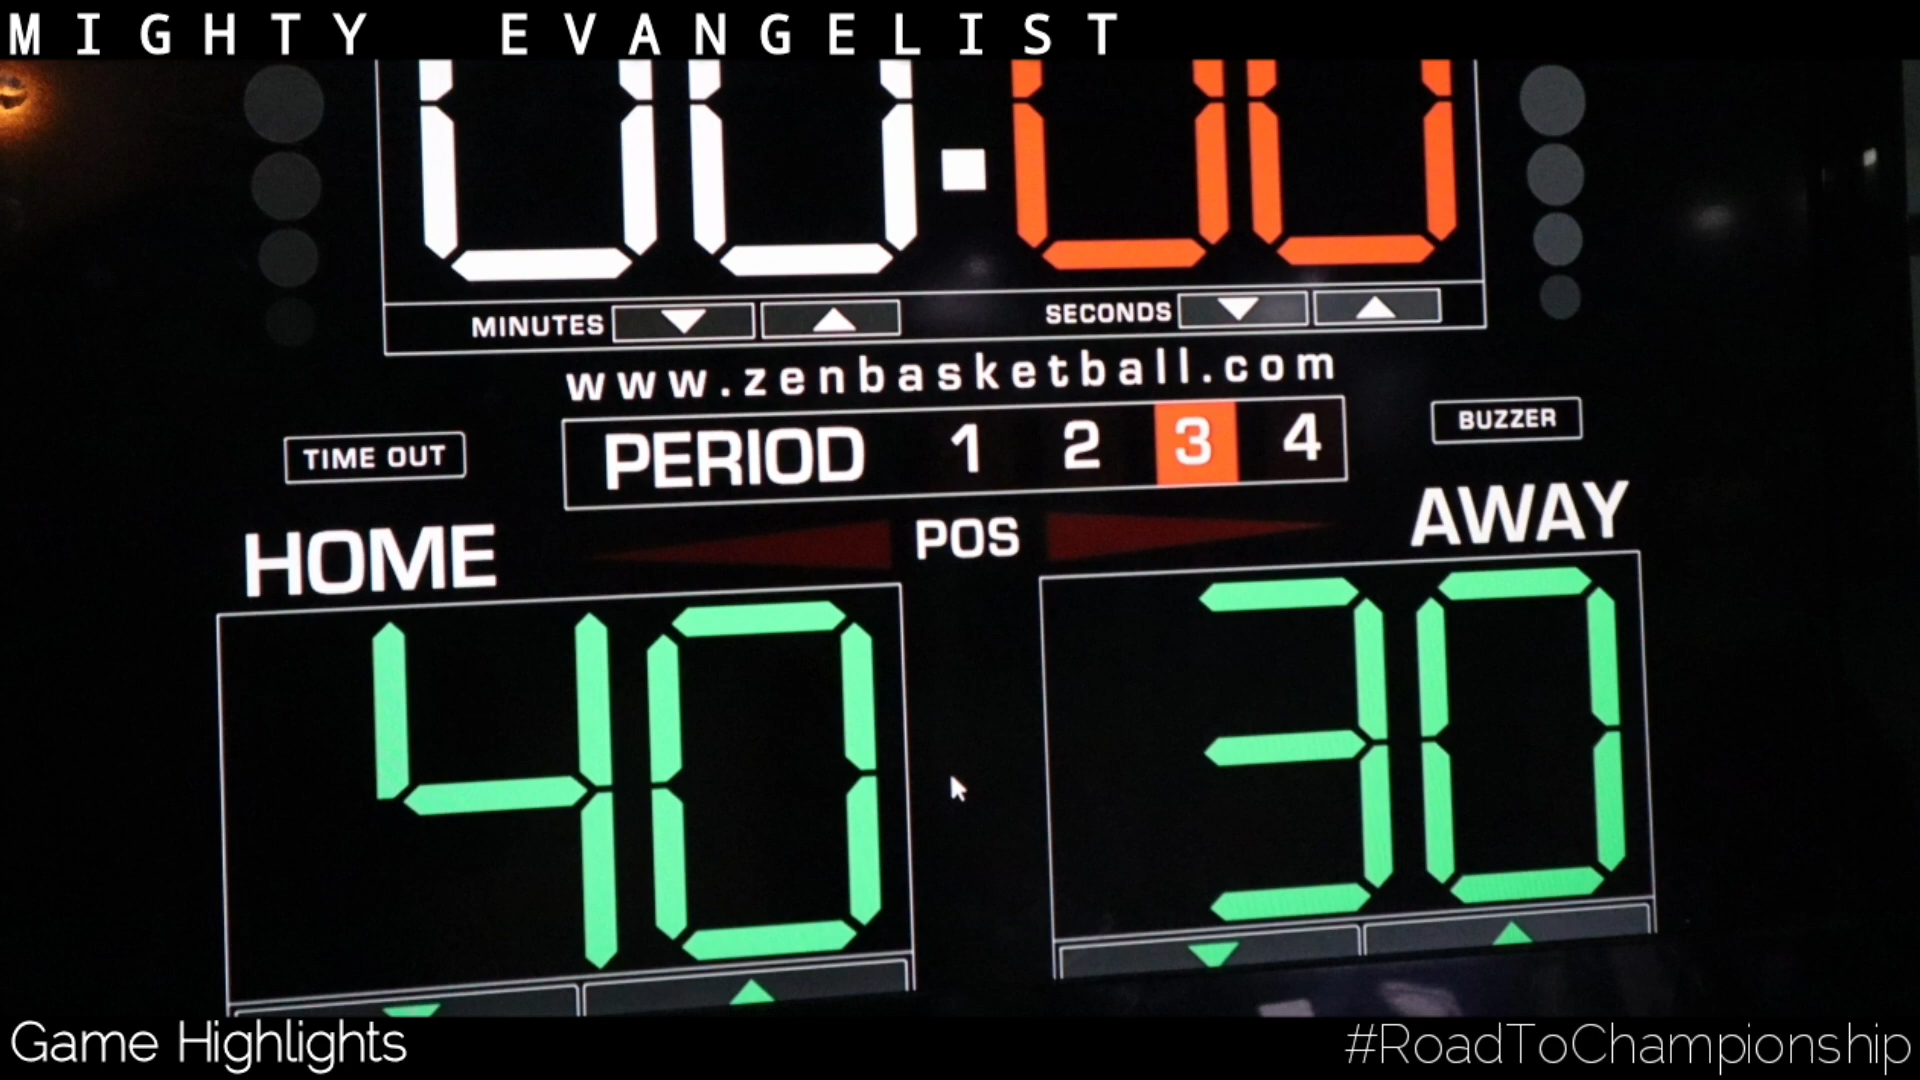 MIGHTY EVANGELIST
00.00
MINUTES SECONDS
www.zenbasketball.com
TIME OUT PERIOD 1 2 3 4 BUZZER
HOME POS AWAY
40 30
Game Highlights #RoadToChampionship